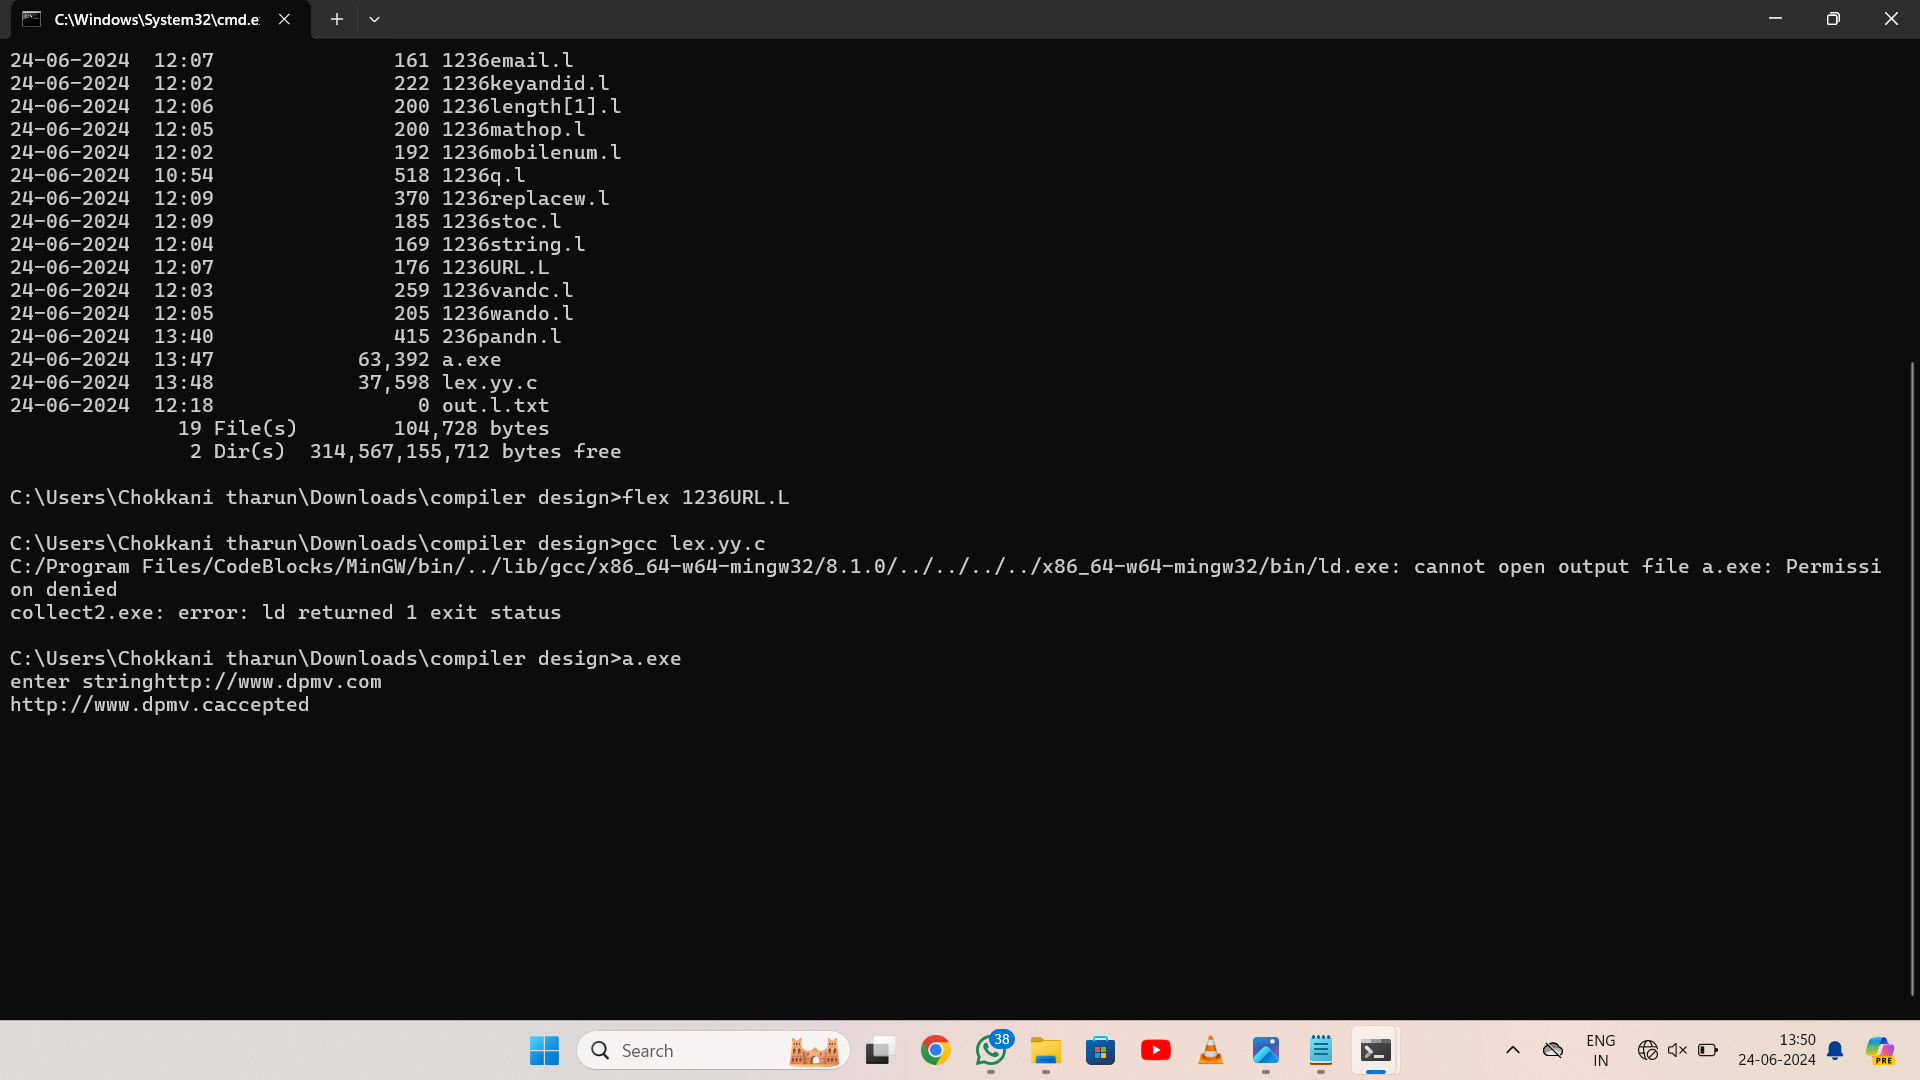 C:\Windows\System32\cmd.e
24-06-2024  12:07               161 1236email.l
24-06-2024  12:02               222 1236keyandid.l
24-06-2024  12:06               200 1236length[1].l
24-06-2024  12:05               200 1236mathop.l
24-06-2024  12:02               192 1236mobilenum.l
24-06-2024  10:54               518 1236q.l
24-06-2024  12:09               370 1236replacew.l
24-06-2024  12:09               185 1236stoc.l
24-06-2024  12:04               169 1236string.l
24-06-2024  12:07               176 1236URL.L
24-06-2024  12:03               259 1236vandc.l
24-06-2024  12:05               205 1236wando.l
24-06-2024  13:40               415 236pandn.l
24-06-2024  13:47            63,392 a.exe
24-06-2024  13:48            37,598 lex.yy.c
24-06-2024  12:18                 0 out.l.txt
              19 File(s)        104,728 bytes
               2 Dir(s)  314,567,155,712 bytes free
C:\Users\Chokkani tharun\Downloads\compiler design>flex 1236URL.L
C:\Users\Chokkani tharun\Downloads\compiler design>gcc lex.yy.c
C:/Program Files/CodeBlocks/MinGW/bin/../lib/gcc/x86_64-w64-mingw32/8.1.0/../../../../x86_64-w64-mingw32/bin/ld.exe: cannot open output file a.exe: Permissi
on denied
collect2.exe: error: ld returned 1 exit status
C:\Users\Chokkani tharun\Downloads\compiler design>a.exe
enter stringhttp://www.dpmv.com
http://www.dpmv.caccepted
Search
38
ENG
IN
13:50
24-06-2024
PRE